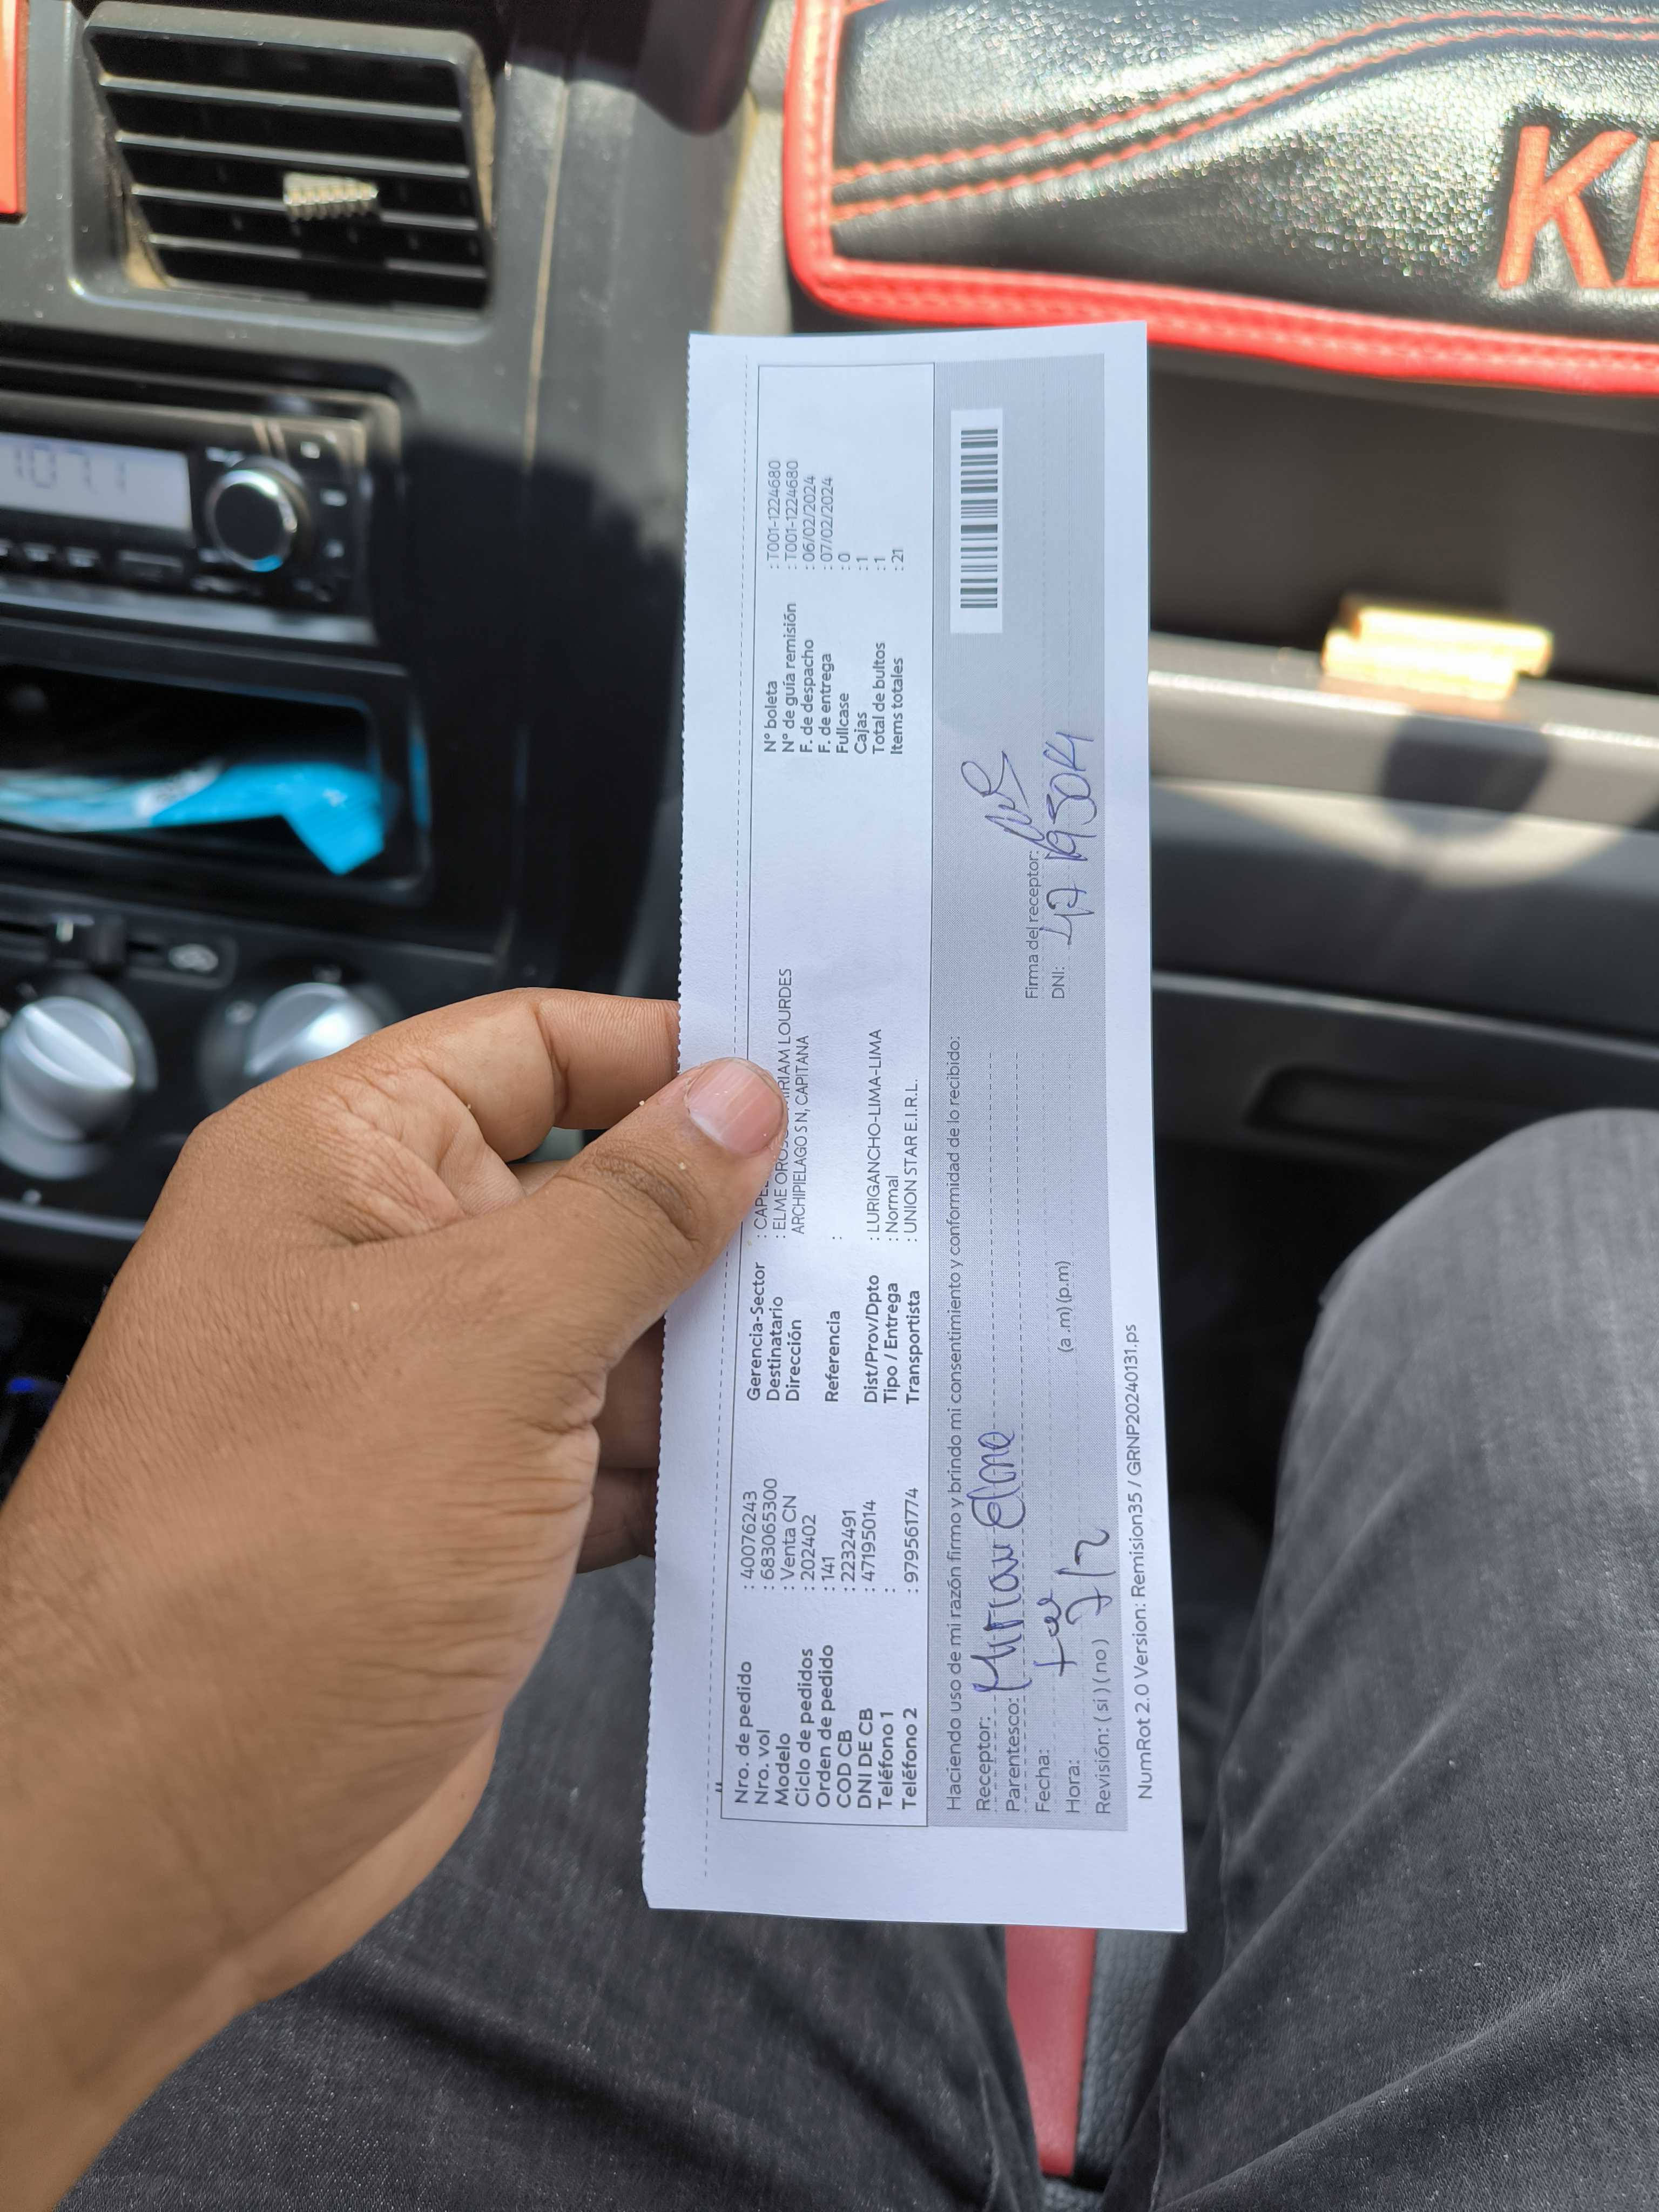 Nro. de pedido : 40076243
Nro. vol : 683065300
Modelo : Venta CN
Ciclo de pedidos : 202402
Orden de pedido : 141
COD CB : 2232491
DNI DE CB : 47195014
Teléfono 1 :
Teléfono 2 : 979561774
Gerencia-Sector :
Destinatario : ELME LOURDES
Dirección ARCHIPIELAGO S N, CAPITANA
Referencia :
Dist/Prov/Dpto : LURIGANCHO-LIMA-LIMA
Tipo / Entrega : Normal
Transportista : UNION STAR E.I.R.L.
N° boleta : T001-1224680
N° de guía remisión : T001-1224680
F. de despacho : 06/02/2024
F. de entrega : 07/02/2024
Fullcase : 0
Cajas : 1
Total de bultos : 1
Items totales : 21
Haciendo uso de mi razón firmo y brindo mi consentimiento y conformidad de lo recibido:
Receptor: Elme
Parentesco:
Fecha:
Hora: 7/2 (a .m) (p.m)
Revisión: ( si ) ( no )
Firma del receptor:
DNI:
NumRot 2.0 Version: Remision35 / GRNP20240131.ps
107.1